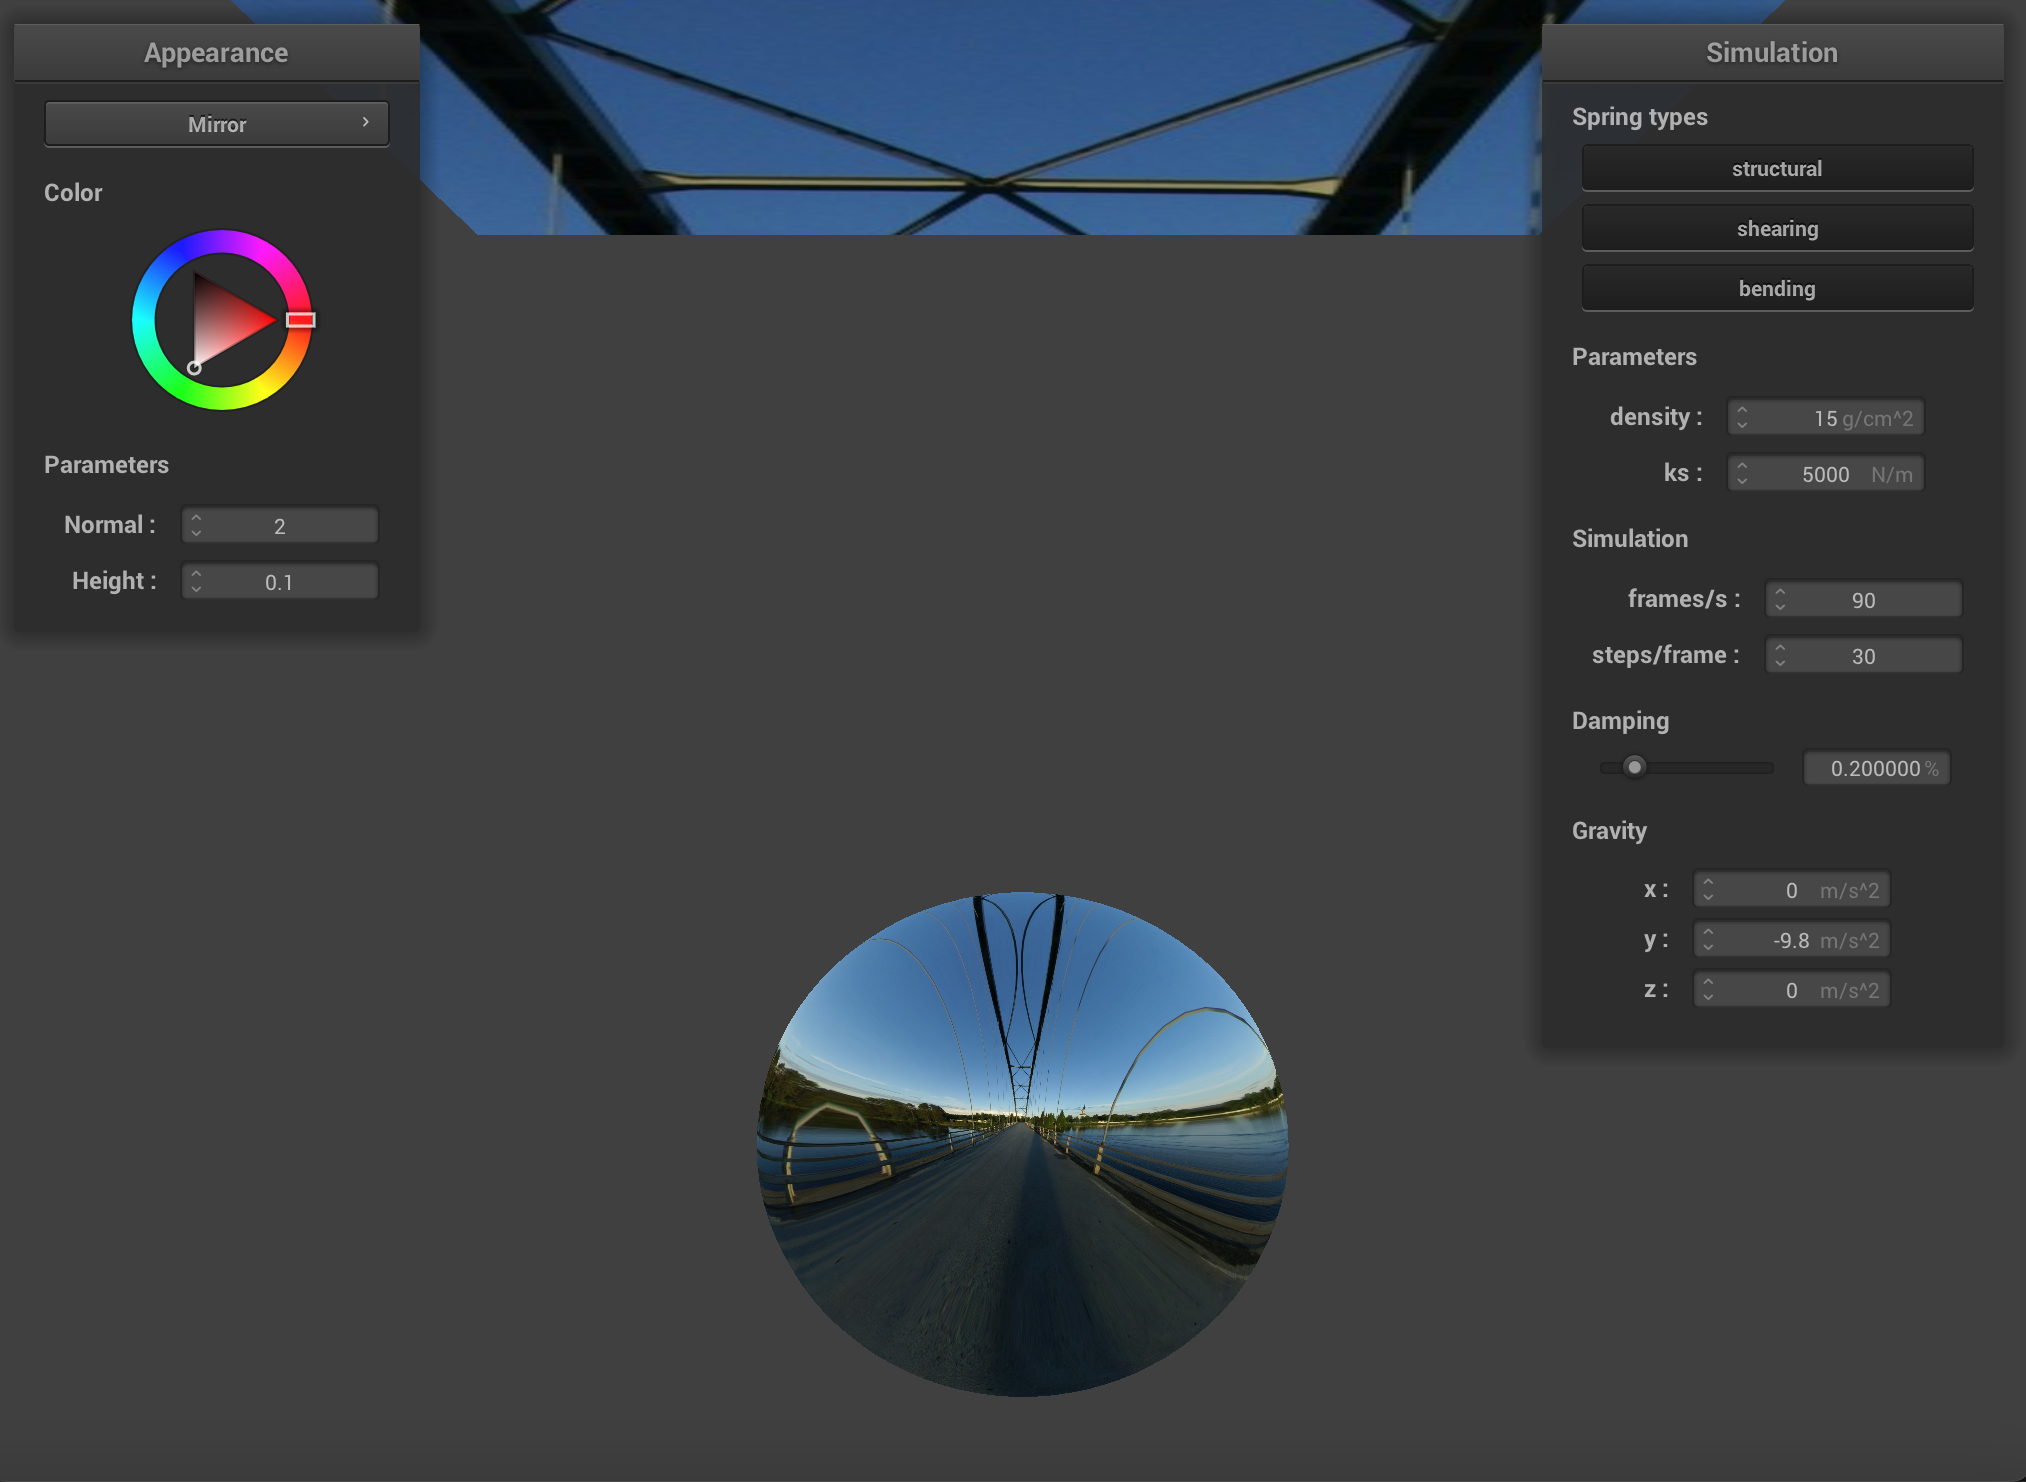 Appearance
Mirror
Color
Parameters
Normal : 2
Height : 0.1
Simulation
Spring types
structural
shearing
bending
Parameters
density : 15 g/cm^2
ks : 5000 N/m
Simulation
frames/s : 90
steps/frame : 30
Damping
0.200000 %
Gravity
x : 0 m/s^2
y : -9.8 m/s^2
z : 0 m/s^2